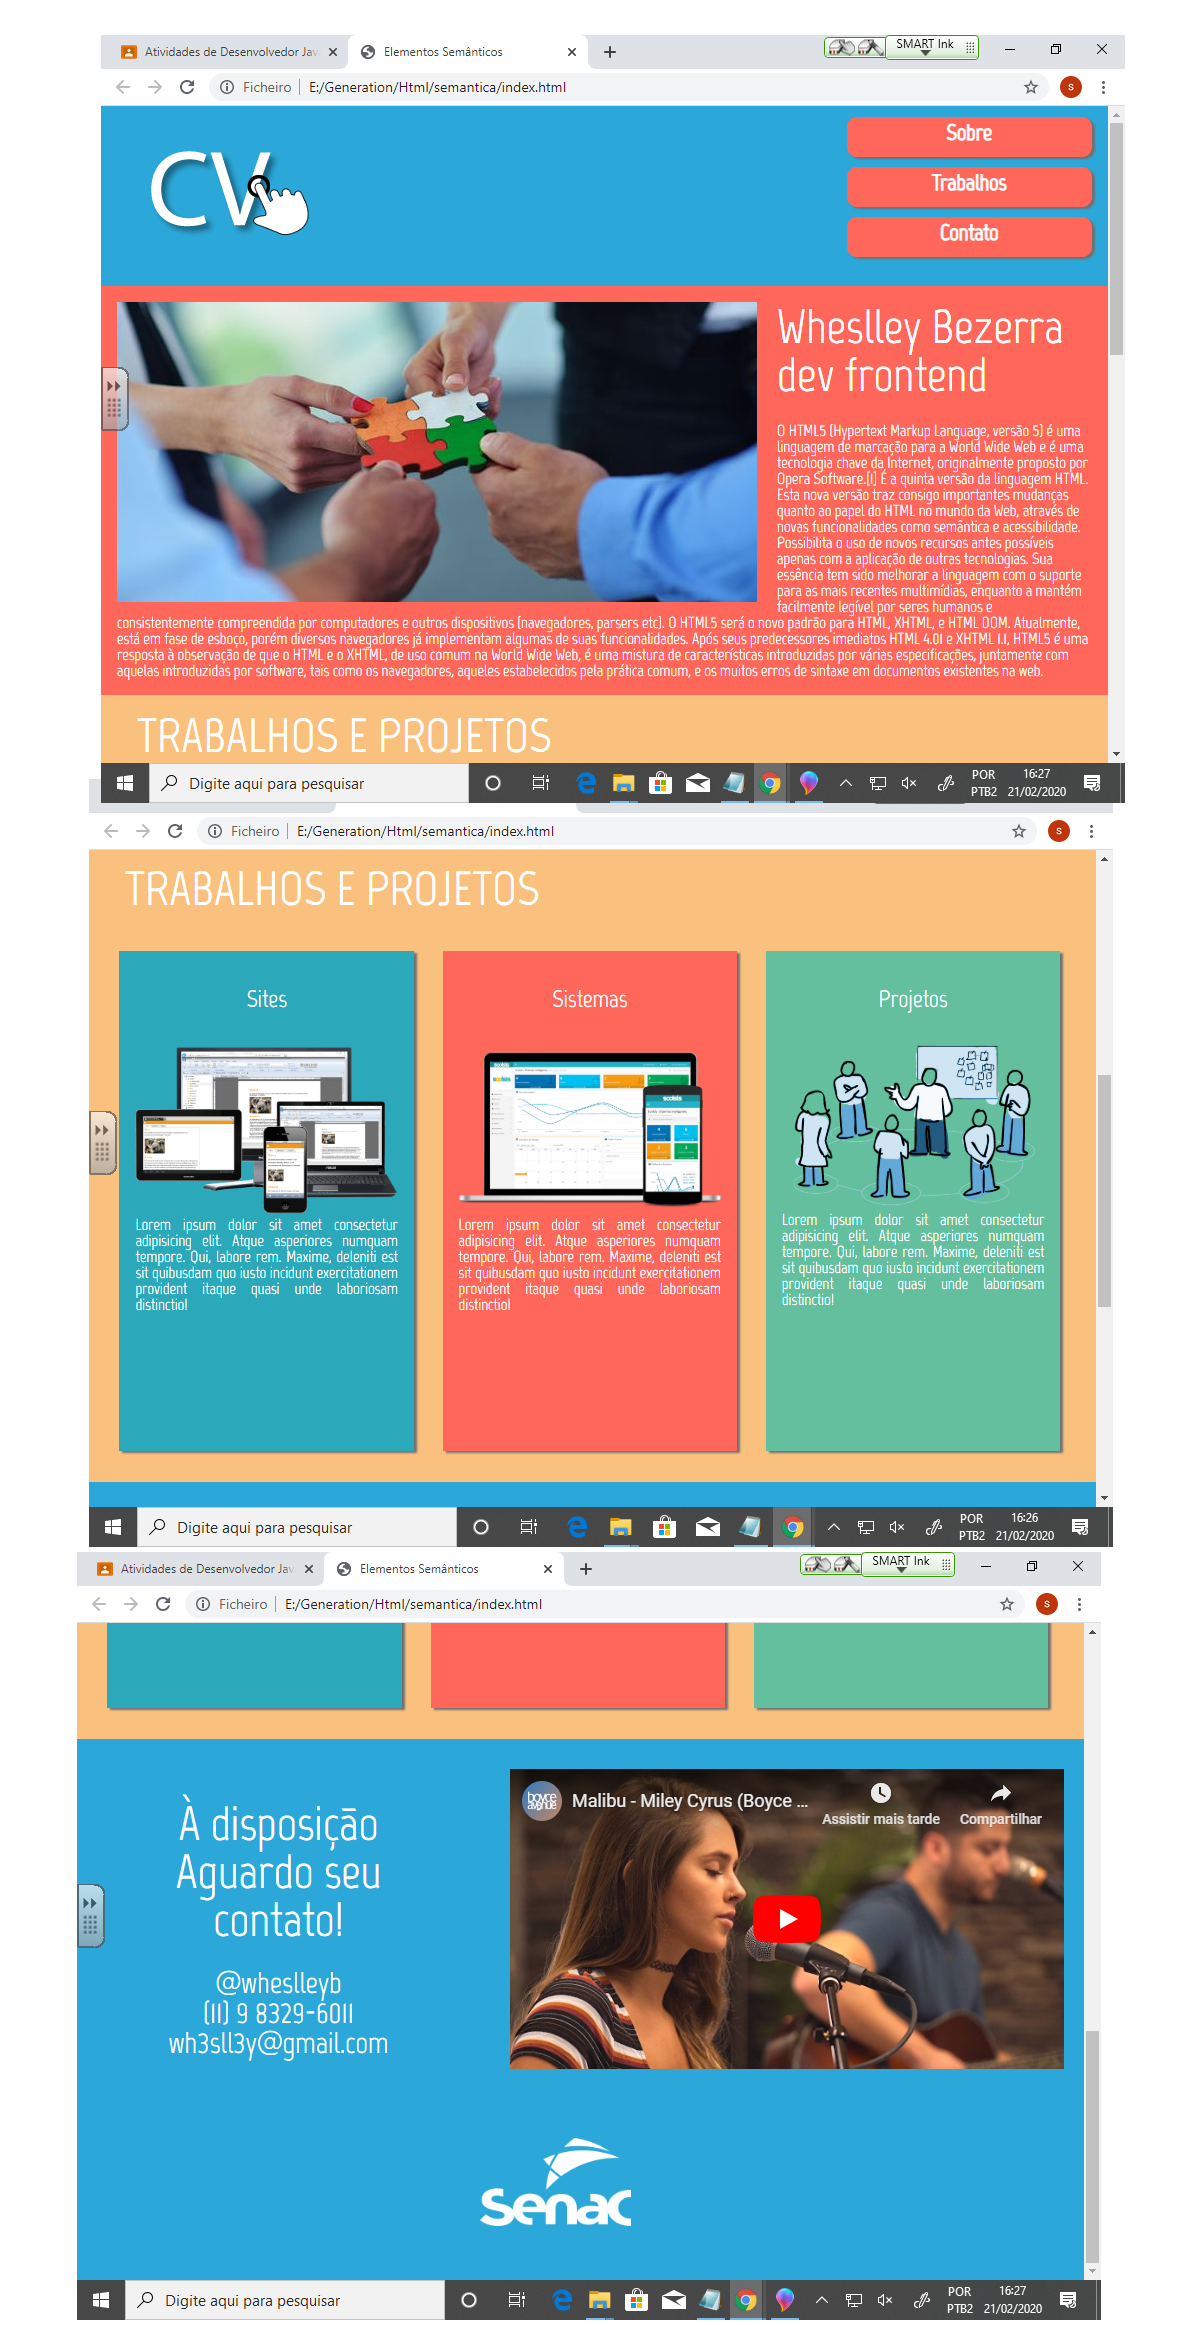 Atividades de Desenvolvedor Jav
Elementos Semânticos
SMART Ink
Ficheiro
E:/Generation/Html/semantica/index.html
s
CV
Sobre
Trabalhos
Contato
Wheslley Bezerra
dev frontend
O HTML5 (Hypertext Markup Language, versão 5) é uma
linguagem de marcação para a World Wide Web e é uma
tecnologia chave da Internet, originalmente proposto por
Opera Software.[1] É a quinta versão da linguagem HTML.
Esta nova versão traz consigo importantes mudanças
quanto ao papel do HTML no mundo da Web, através de
novas funcionalidades como semântica e acessibilidade.
Possibilita o uso de novos recursos antes possíveis
apenas com a aplicação de outras tecnologias. Sua
essência tem sido melhorar a linguagem com o suporte
para as mais recentes multimídias, enquanto a mantém
facilmente legível por seres humanos e
consistentemente compreendida por computadores e outros dispositivos (navegadores, parsers etc). O HTML5 será o novo padrão para HTML, XHTML, e HTML DOM. Atualmente,
está em fase de esboço, porém diversos navegadores já implementam algumas de suas funcionalidades. Após seus predecessores imediatos HTML 4.01 e XHTML 1.1, HTML5 é uma
resposta à observação de que o HTML e o XHTML, de uso comum na World Wide Web, é uma mistura de características introduzidas por várias especificações, juntamente com
aquelas introduzidas por software, tais como os navegadores, aqueles estabelecidos pela prática comum, e os muitos erros de sintaxe em documentos existentes na web.
TRABALHOS E PROJETOS
Digite aqui para pesquisar
POR
PTB2
16:27
21/02/2020
Ficheiro
E:/Generation/Html/semantica/index.html
s
TRABALHOS E PROJETOS
Sites
Lorem ipsum dolor sit amet consectetur
adipisicing elit. Atque asperiores numquam
tempore. Qui, labore rem. Maxime, deleniti est
sit quibusdam quo iusto incidunt exercitationem
provident itaque quasi unde laboriosam
distinctio!
Sistemas
Lorem ipsum dolor sit amet consectetur
adipisicing elit. Atque asperiores numquam
tempore. Qui, labore rem. Maxime, deleniti est
sit quibusdam quo iusto incidunt exercitationem
provident itaque quasi unde laboriosam
distinctio!
Projetos
Lorem ipsum dolor sit amet consectetur
adipisicing elit. Atque asperiores numquam
tempore. Qui, labore rem. Maxime, deleniti est
sit quibusdam quo iusto incidunt exercitationem
provident itaque quasi unde laboriosam
distinctio!
Digite aqui para pesquisar
POR
PTB2
16:26
21/02/2020
Atividades de Desenvolvedor Jav
Elementos Semânticos
SMART Ink
Ficheiro
E:/Generation/Html/semantica/index.html
s
À disposição
Aguardo seu
contato!
@wheslleyb
(11) 9 8329-6011
wh3sll3y@gmail.com
boyce
avenue
Malibu - Miley Cyrus (Boyce ...
Assistir mais tarde
Compartilhar
Senac
Digite aqui para pesquisar
POR
PTB2
16:27
21/02/2020